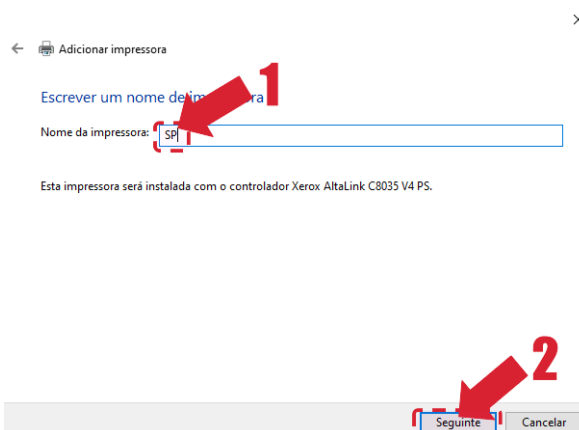 Adicionar impressora
1
Escrever um nome de impressora
Nome da impressora: SP
Esta impressora será instalada com o controlador Xerox AltaLink C8035 V4 PS.
2
Seguinte Cancelar